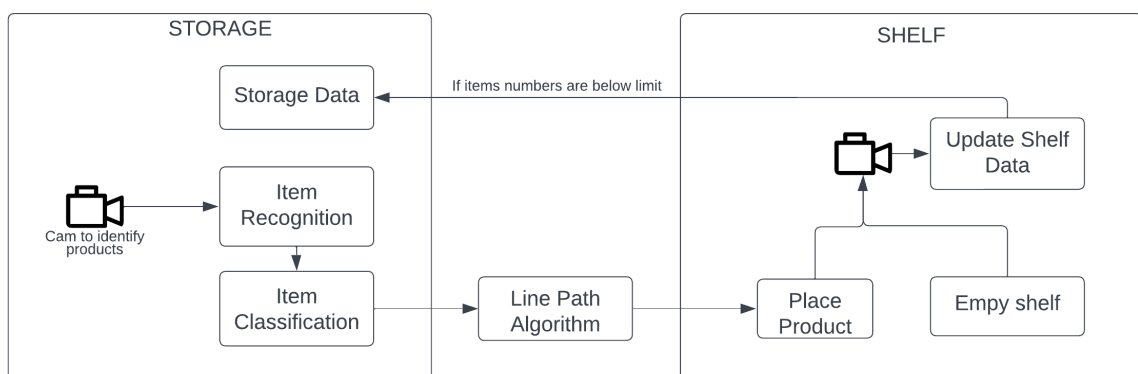 STORAGE
SHELF
Storage Data
If items numbers are below limit
Update Shelf
Data
Item
Recognition
Cam to identify
products
Item
Classification
Line Path
Algorithm
Place
Product
Empy shelf